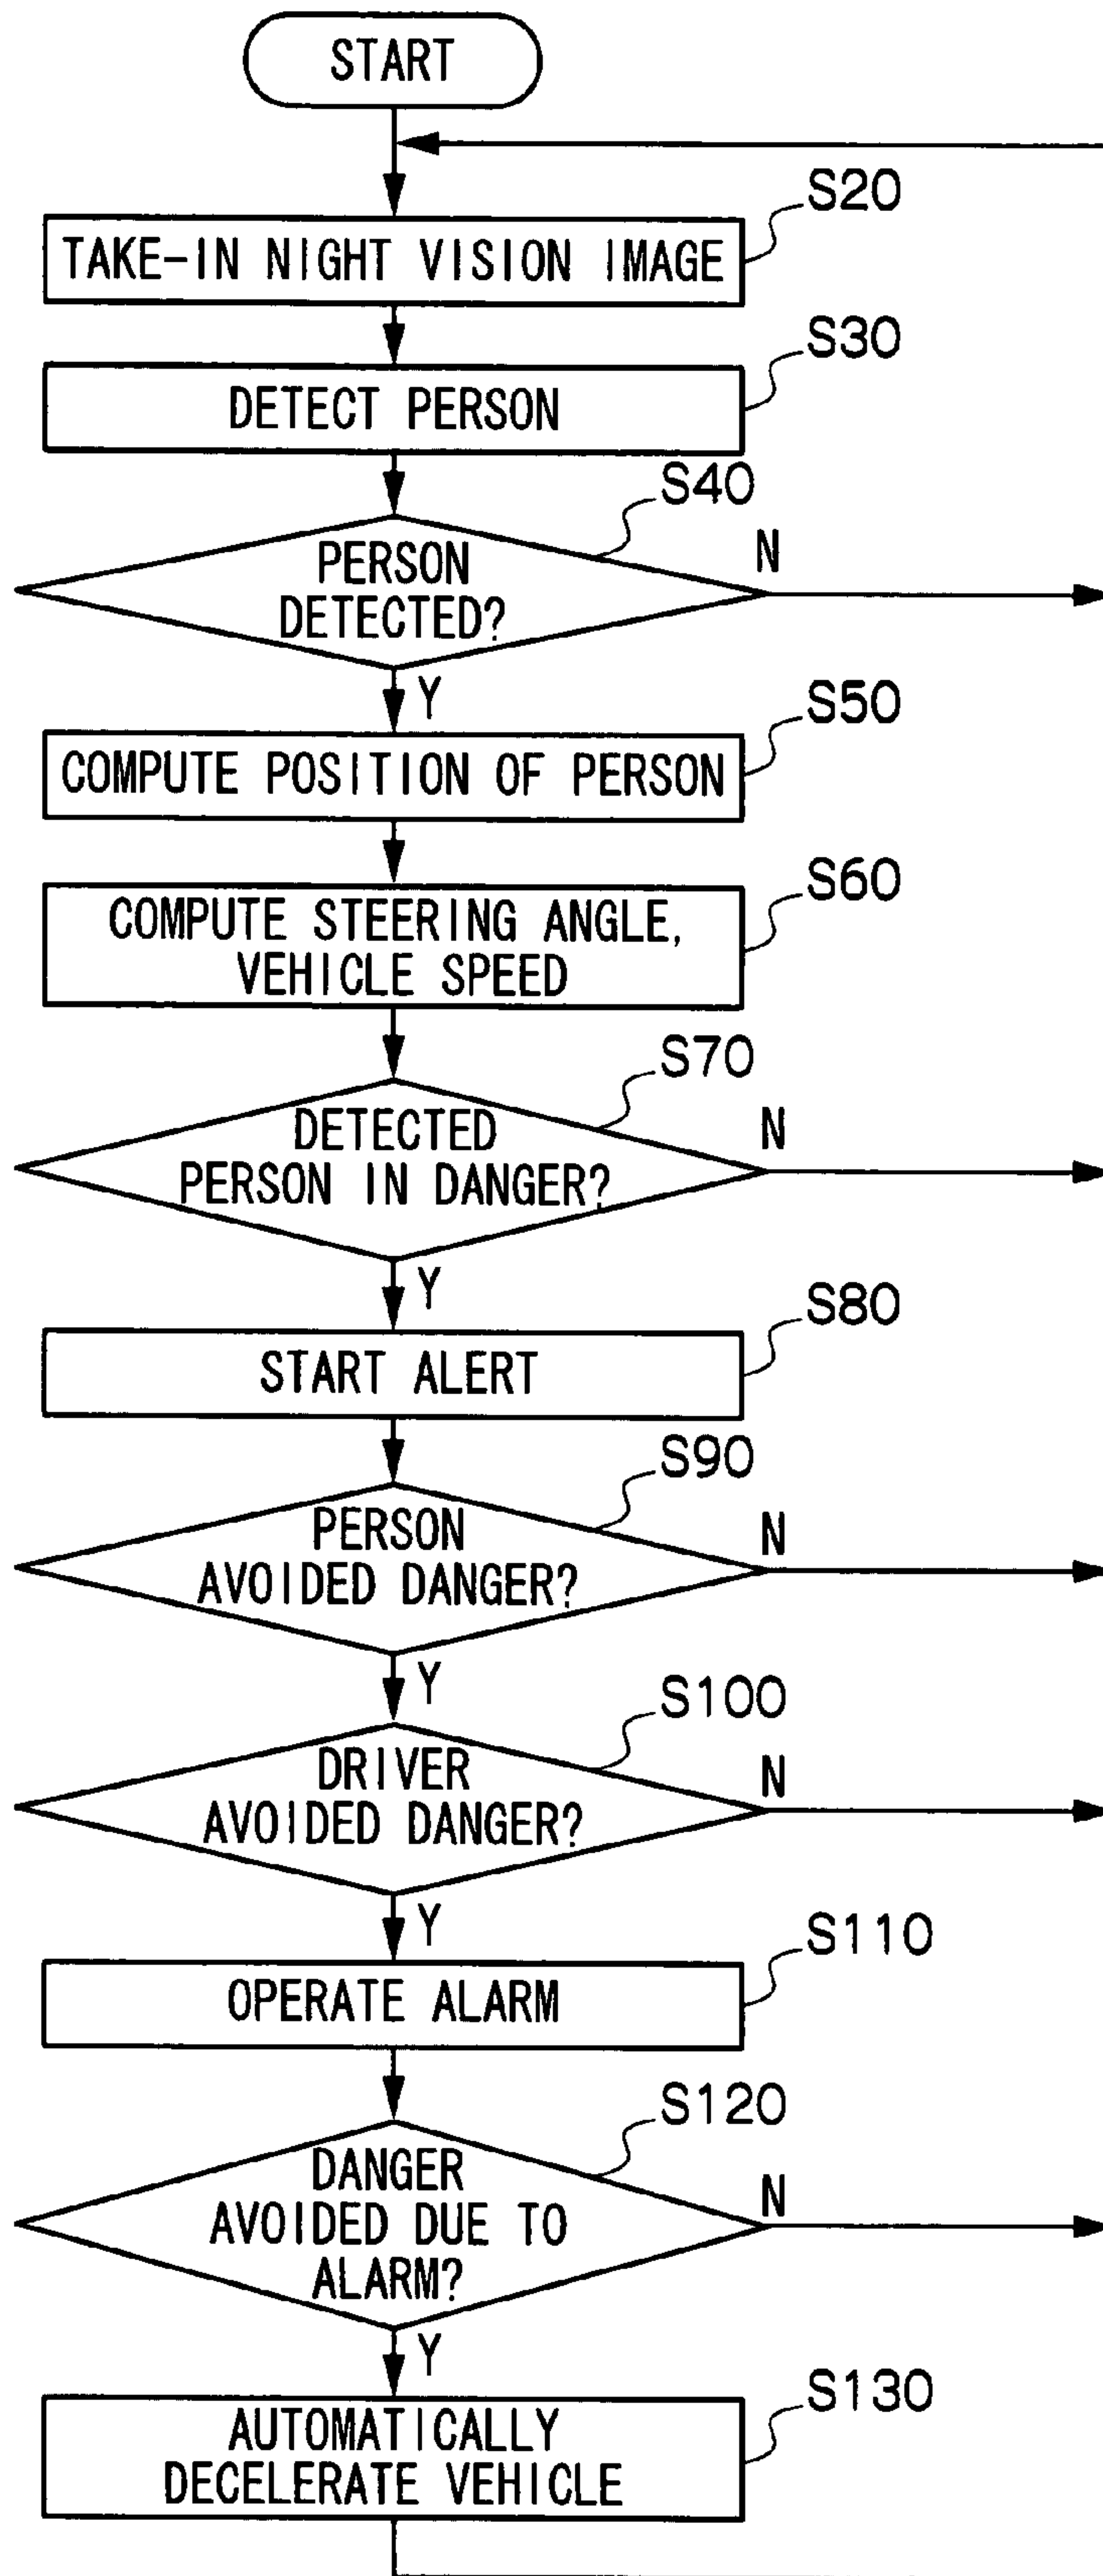 START
S20
TAKE-IN NIGHT VISION IMAGE
S30
DETECT PERSON
S40
PERSON
DETECTED?
N
Y
S50
COMPUTE POSITION OF PERSON
S60
COMPUTE STEERING ANGLE,
VEHICLE SPEED
S70
DETECTED
PERSON IN DANGER?
N
Y
S80
START ALERT
S90
PERSON
AVOIDED DANGER?
N
Y
S100
DRIVER
AVOIDED DANGER?
N
Y
S110
OPERATE ALARM
S120
DANGER
AVOIDED DUE TO
ALARM?
N
Y
S130
AUTOMATICALLY
DECELERATE VEHICLE